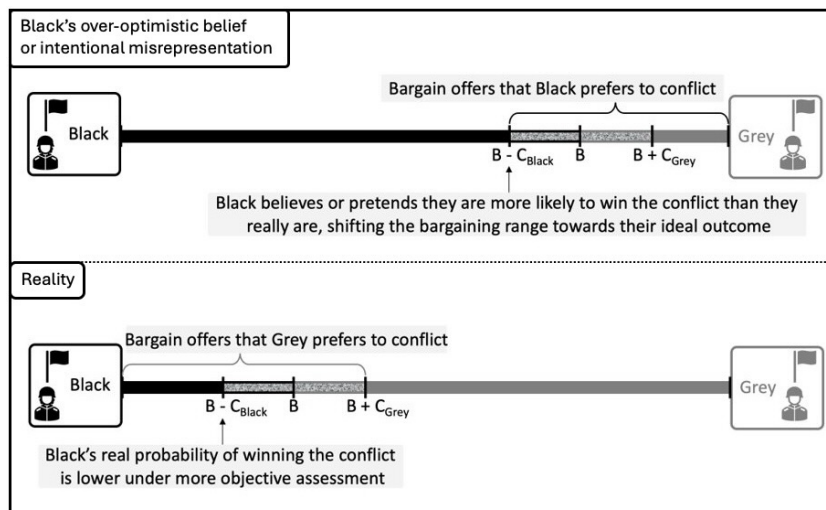 Black's over-optimistic belief
or intentional misrepresentation
Bargain offers that Black prefers to conflict
Black
Grey
B - CBlack
B
B + CGrey
Black believes or pretends they are more likely to win the conflict than they
really are, shifting the bargaining range towards their ideal outcome
Reality
Bargain offers that Grey prefers to conflict
Black
Grey
B - CBlack
B
B + CGrey
Black's real probability of winning the conflict
is lower under more objective assessment